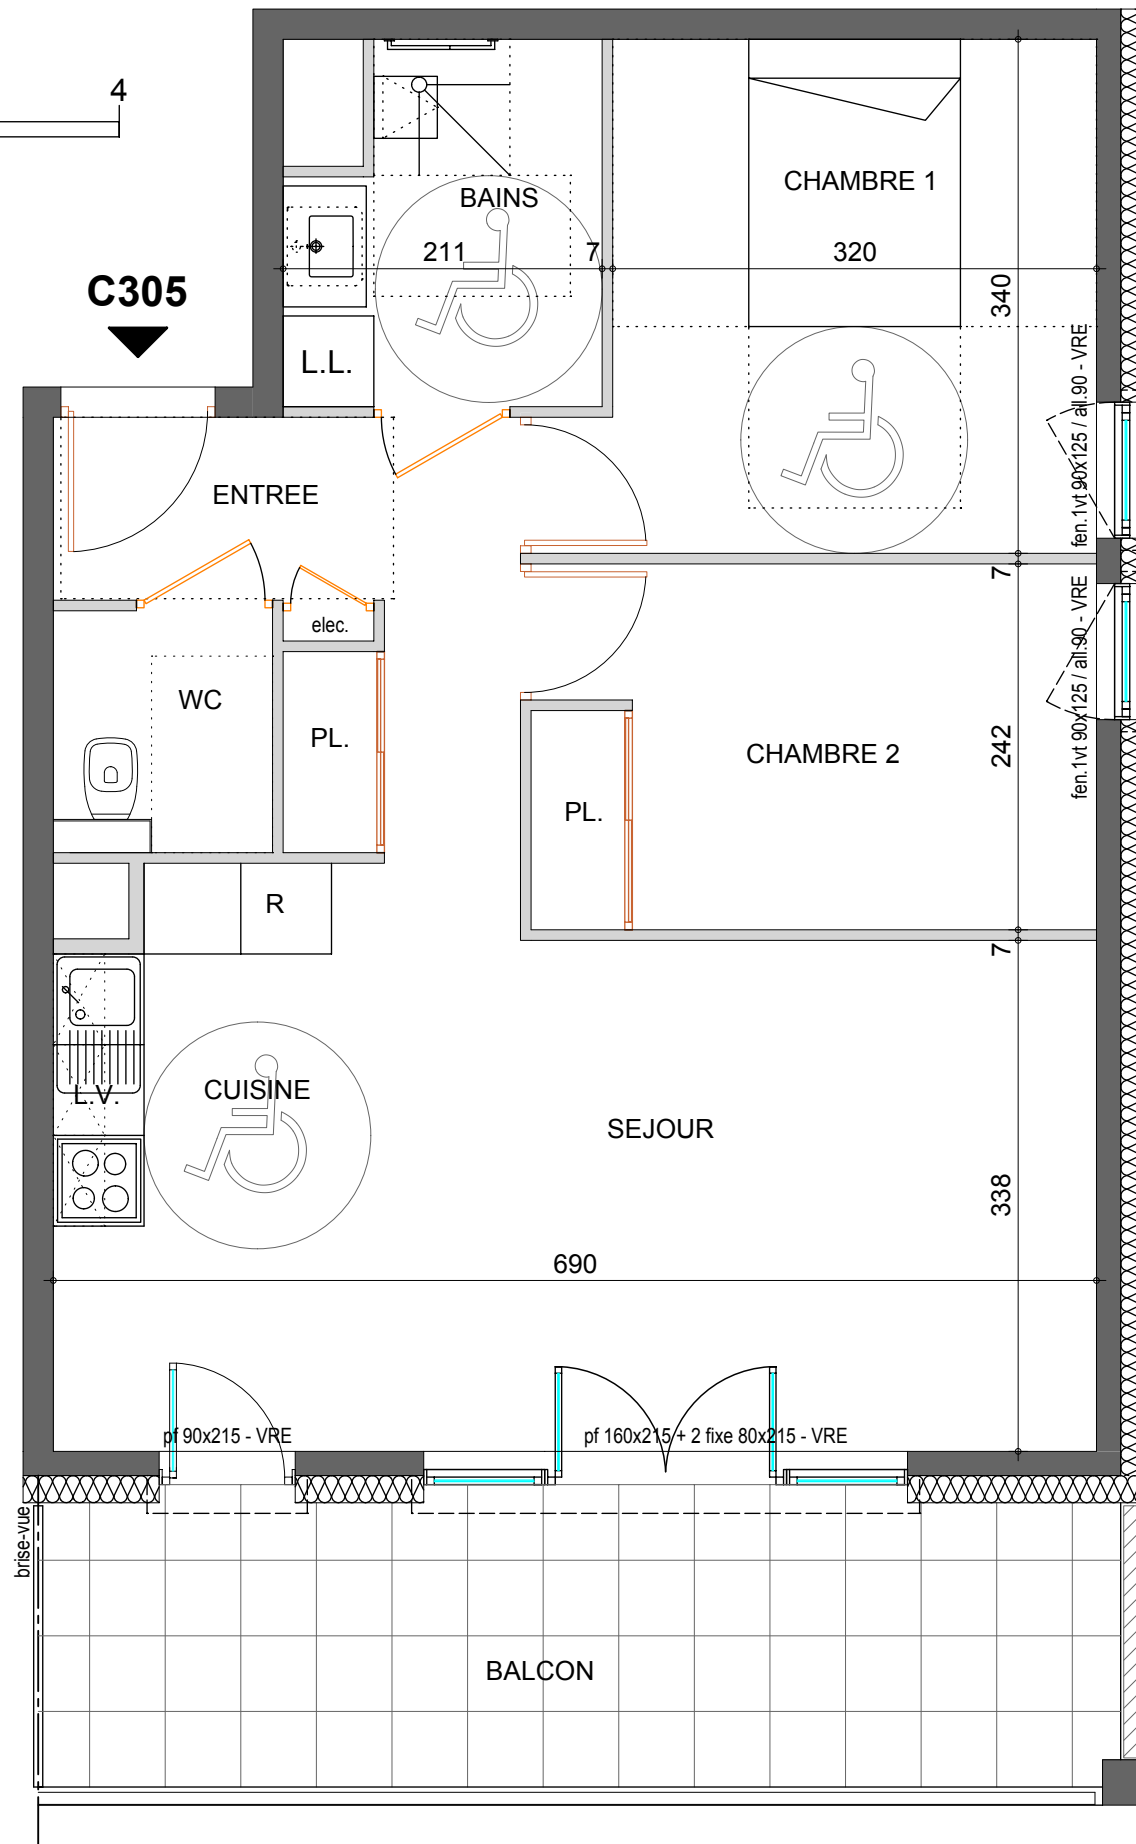 4
C305
BAINS
CHAMBRE 1
211
7
320
340
L.L.
fen.1vt 90x125 / all.90 - VRE
ENTREE
7
elec.
fen.1vt 90x125 / all.90 - VRE
WC
PL.
CHAMBRE 2
242
PL.
R
7
L.V.
CUISINE
SEJOUR
338
690
pf 90x215 - VRE
pf 160x215 + 2 fixe 80x215 - VRE
brise-vue
BALCON